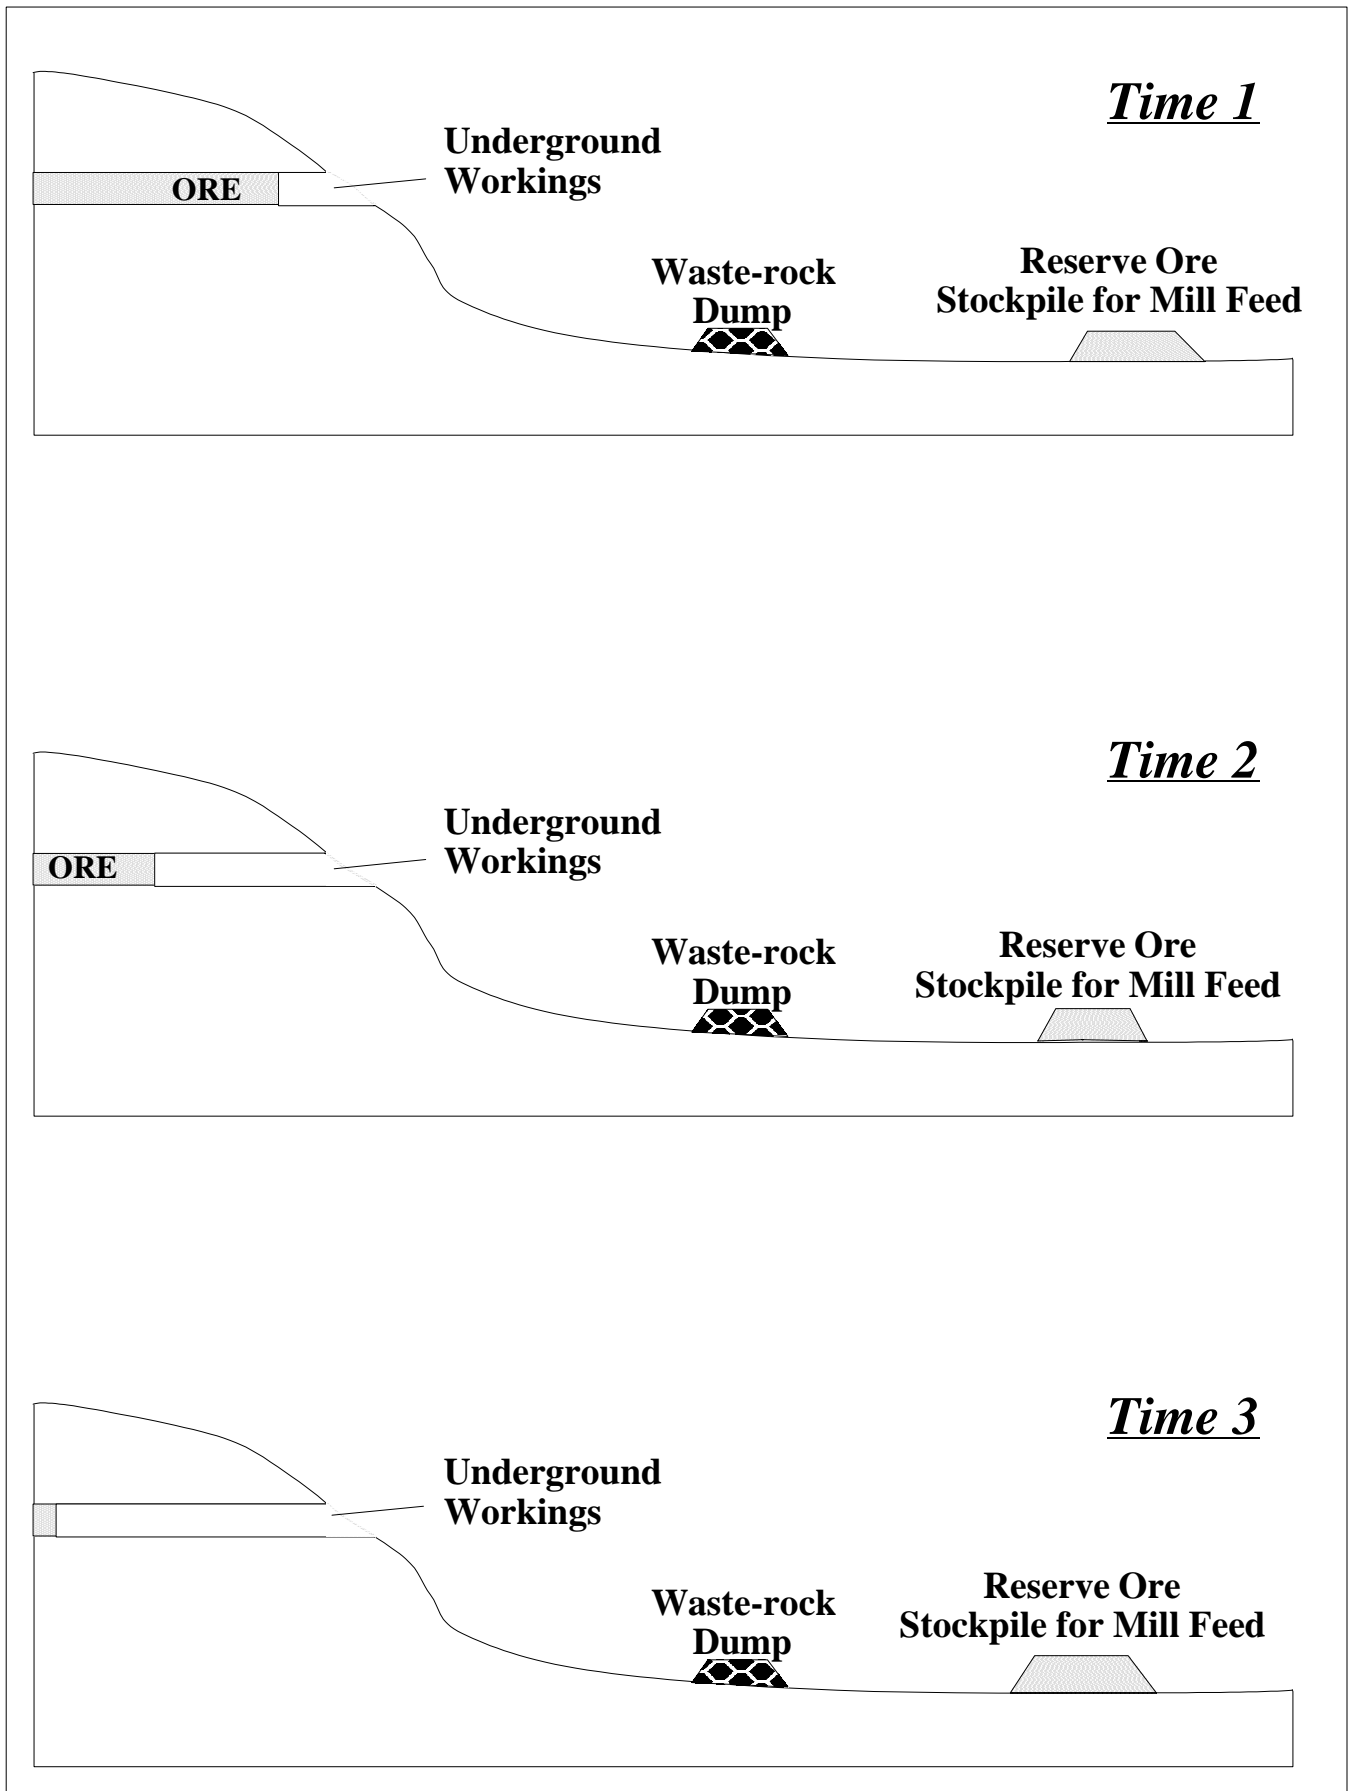 Time 1
Underground
Workings
ORE
Waste-rock
Dump
Reserve Ore
Stockpile for Mill Feed
Time 2
Underground
Workings
ORE
Waste-rock
Dump
Reserve Ore
Stockpile for Mill Feed
Time 3
Underground
Workings
Waste-rock
Dump
Reserve Ore
Stockpile for Mill Feed